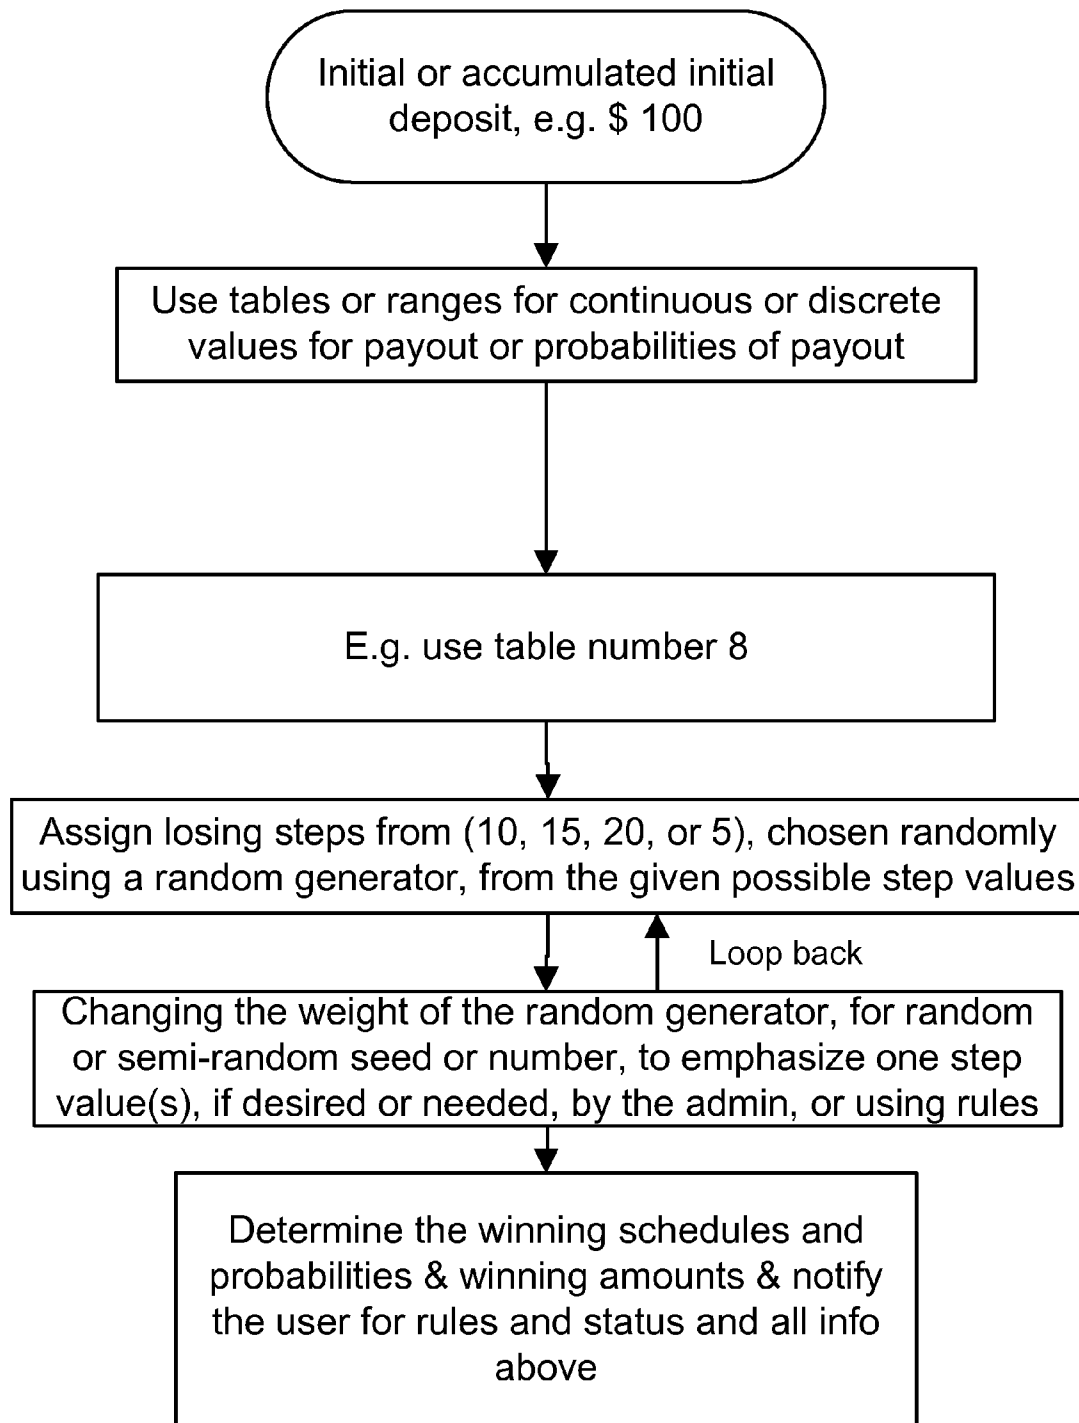 Initial or accumulated initial
deposit, e.g. $ 100
Use tables or ranges for continuous or discrete
values for payout or probabilities of payout
E.g. use table number 8
Assign losing steps from (10, 15, 20, or 5), chosen randomly
using a random generator, from the given possible step values
Loop back
Changing the weight of the random generator, for random
or semi-random seed or number, to emphasize one step
value(s), if desired or needed, by the admin, or using rules
Determine the winning schedules and
probabilities & winning amounts & notify
the user for rules and status and all info
above